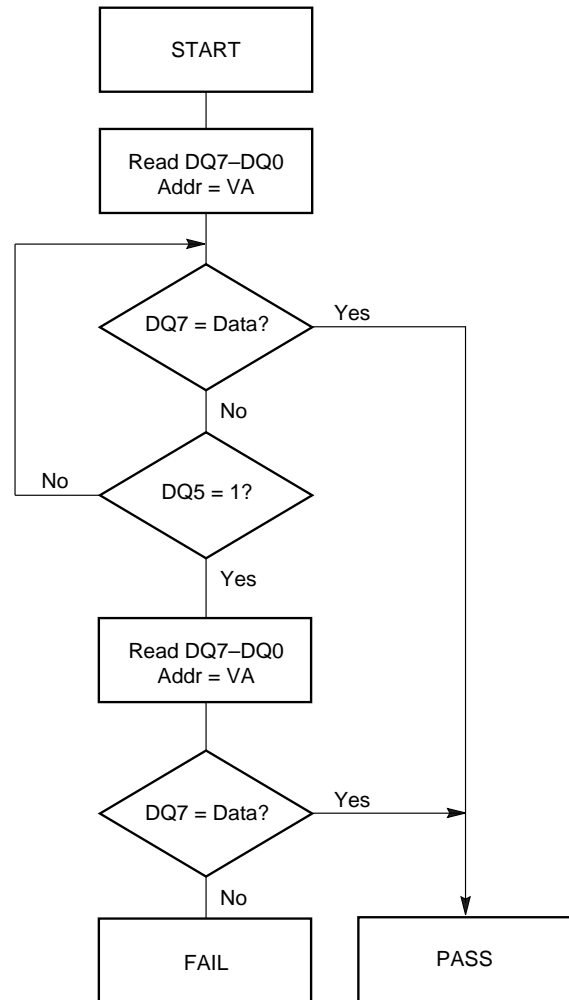 START
Read DQ7–DQ0
Addr = VA
DQ7 = Data?
Yes
No
No
DQ5 = 1?
Yes
Read DQ7–DQ0
Addr = VA
DQ7 = Data?
Yes
No
FAIL
PASS